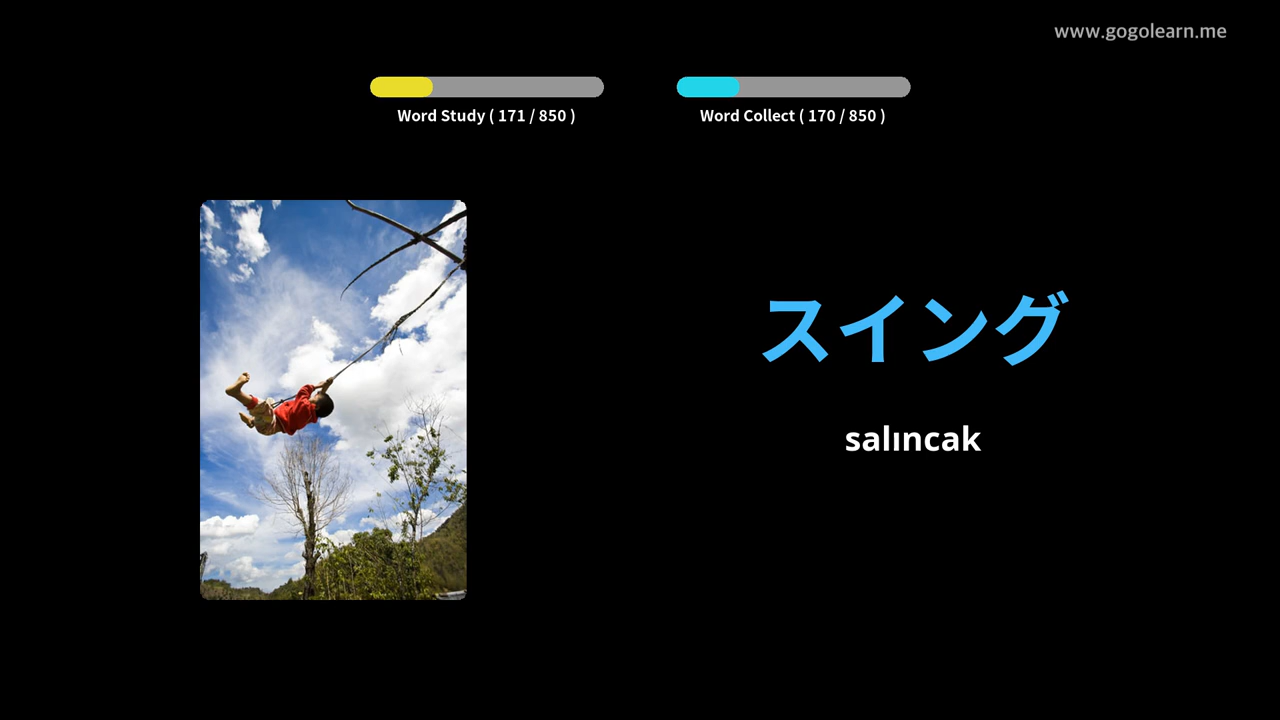 www.gogolearn.me
Word Study ( 171 / 850 )
Word Collect ( 170 / 850 )
スイング
salıncak